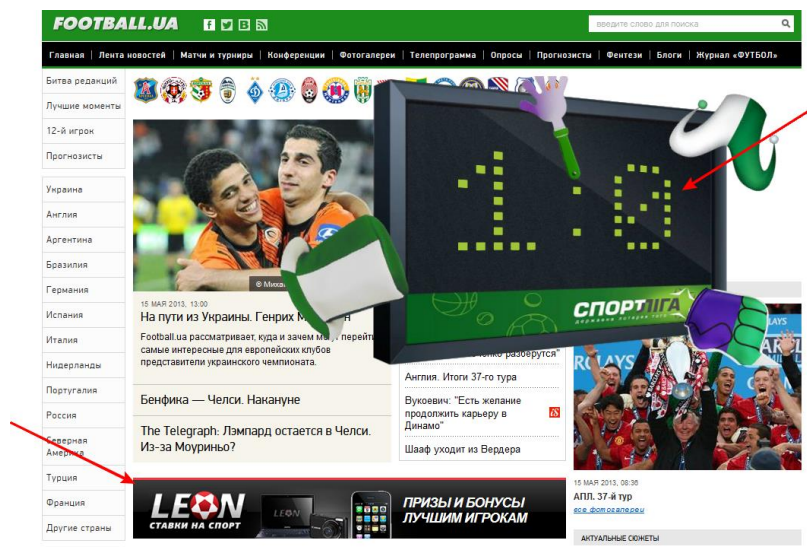 FOOTBALL.UA
введите слово для поиска
Главная | Лента новостей | Матчи и турниры | Конференции | Фотогалереи | Телепрограмма | Опросы | Прогнозисты | Фентези | Блоги | Журнал «ФУТБОЛ»
Битва редакций
Лучшие моменты
12-й игрок
Прогнозисты
Украина
Англия
Аргентина
Бразилия
Германия
Испания
Италия
Нидерланды
Португалия
Россия
Северная
Америка
Турция
Франция
Другие страны
1:0
СПОРТЛІГА
© Миха
15 МАЯ 2013, 13:00
На пути из Украины. Генрих
Football.ua рассматривает, куда и зачем могут перейти
самые интересные для европейских клубов
представители украинского чемпионата.
Бенфика — Челси. Накануне
The Telegraph: Лэмпард остается в Челси.
Из-за Моуриньо?
разберутся"
Англия. Итоги 37-го тура
Вукоевич: "Есть желание
продолжить карьеру в
Динамо"
Шааф уходит из Вердера
15 МАЯ 2013, 08:36
АПЛ. 37-й тур
все фотогалереи
АКТУАЛЬНЫЕ СЮЖЕТЫ
LEON
СТАВКИ НА СПОРТ
LEON
ПРИЗЫ И БОНУСЫ
ЛУЧШИМ ИГРОКАМ